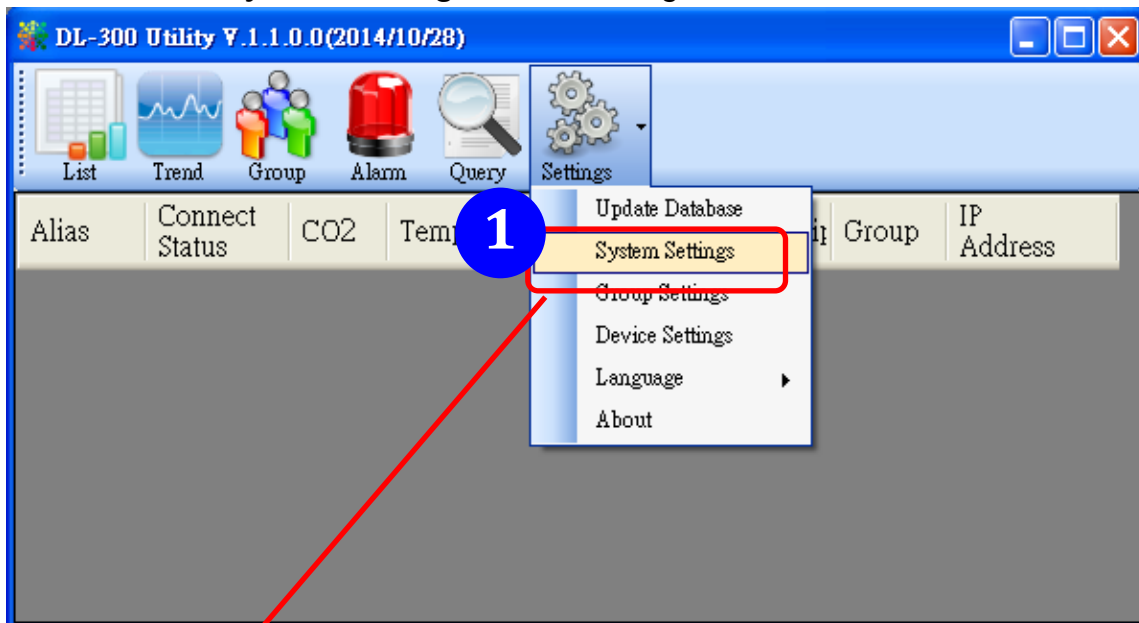 DL-300 Utility V.1.1.0.0(2014/10/28)
List Trend Group Alarm Query Settings
Alias Connect Status CO2 Group IP Address
1
Update Database
System Settings
Group Settings
Device Settings
Language
About